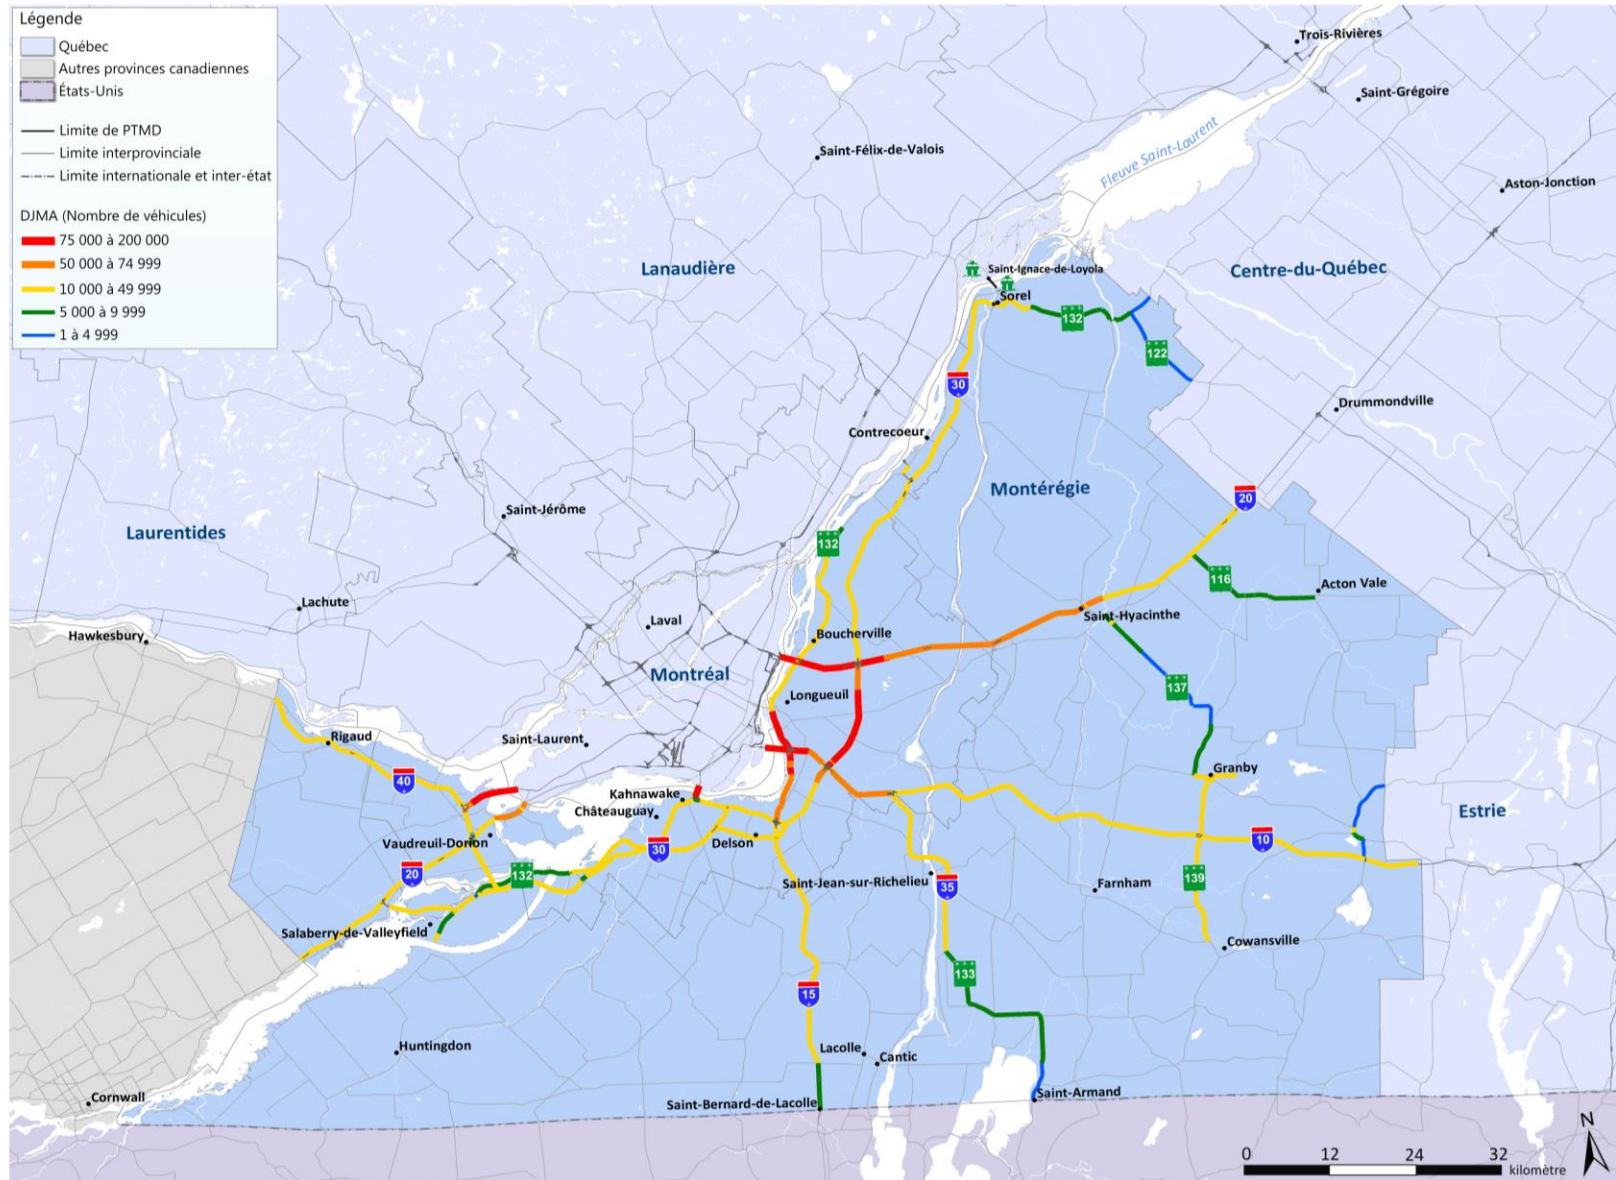 Légende
Québec
Autres provinces canadiennes
États-Unis
Limite de PTMD
Limite interprovinciale
Limite internationale et inter-état
DJMA (Nombre de véhicules)
75 000 à 200 000
50 000 à 74 999
10 000 à 49 999
5 000 à 9 999
1 à 4 999
Trois-Rivières
Saint-Grégoire
Fleuve Saint-Laurent
Saint-Félix-de-Valois
Aston-Jonction
Lanaudière
Saint-Ignace-de-Loyola
Centre-du-Québec
Sorel
132
122
30
Drummondville
Contrecoeur
Montérégie
20
Saint-Jérôme
Laurentides
132
116
Acton Vale
Lachute
Saint-Hyacinthe
Laval
Hawkesbury
Boucherville
Montréal
137
Longueuil
Rigaud
Saint-Laurent
40
Granby
Kahnawake
Châteauguay
Estrie
Vaudreuil-Dorion
30
Delson
10
20
132
Saint-Jean-sur-Richelieu
35
Farnham
139
Salaberry-de-Valleyfield
Cowansville
133
15
Huntingdon
Lacolle
Cantic
Cornwall
Saint-Bernard-de-Lacolle
Saint-Armand
N
0 12 24 32
kilomètre